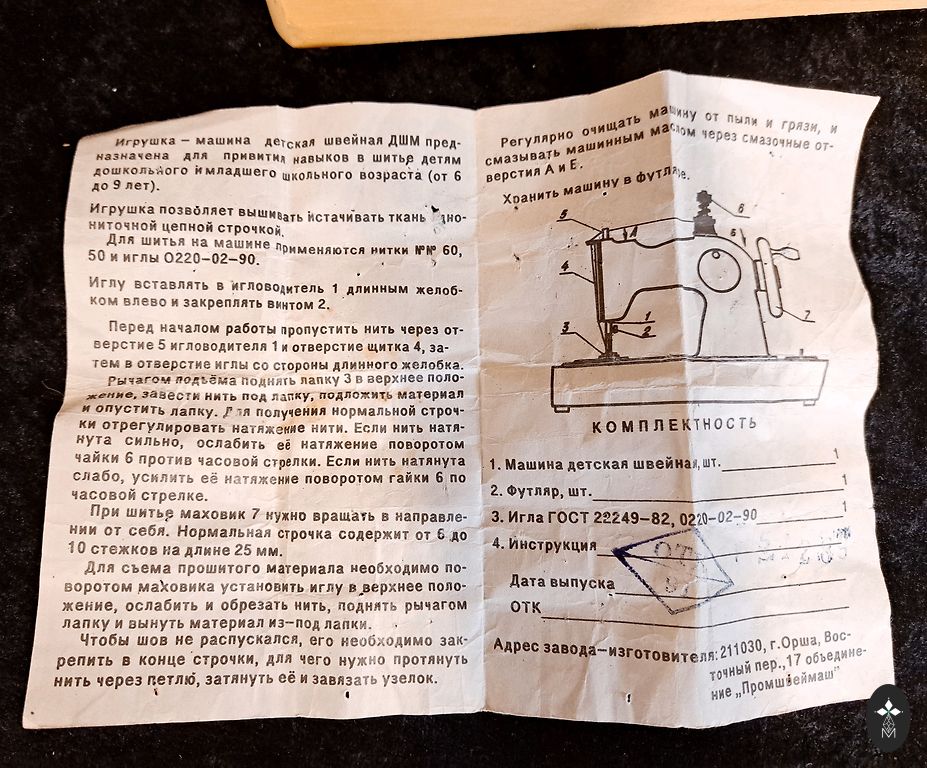 Игрушка – машина детская швейная ДШМ пред-
назначена для привития навыков в шитье детям
дошкольного и младшего школьного возраста (от 6
до 9 лет).
Игрушка позволяет вышивать и стачивать ткань одно-
ниточной цепной строчкой.
Для шитья на машине применяются нитки №№ 60,
50 и иглы О220–02–90.
Иглу вставлять в игловодитель 1 длинным желоб-
ком влево и закреплять винтом 2.
Перед началом работы пропустить нить через от-
верстие 5 игловодителя 1 и отверстие щитка 4, за-
тем в отверстие иглы со стороны длинного желобка.
Рычагом подъёма поднять лапку 3 в верхнее поло-
жение, завести нить под лапку, подложить материал
и опустить лапку. Для получения нормальной строч-
ки отрегулировать натяжение нити. Если нить натя-
нута сильно, ослабить её натяжение поворотом
чайки 6 против часовой стрелки. Если нить натянута
слабо, усилить её натяжение поворотом гайки 6 по
часовой стрелке.
При шитье маховик 7 нужно вращать в направле-
нии от себя. Нормальная строчка содержит от 6 до
10 стежков на длине 25 мм.
Для съема прошитого материала необходимо по-
воротом маховика установить иглу в верхнее поло-
жение, ослабить и обрезать нить, поднять рычагом
лапку и вынуть материал из–под лапки.
Чтобы шов не распускался, его необходимо зак-
репить в конце строчки, для чего нужно протянуть
нить через петлю, затянуть её и завязать узелок.
Регулярно очищать машину от пыли и грязи, и
смазывать машинным маслом через смазочные от-
верстия А и Е.
Хранить машину в футляре.
5
А
6
Б
4
1
2
3
7
КОМПЛЕКТНОСТЬ
1. Машина детская швейная, шт. 1
2. Футляр, шт. 1
3. Игла ГОСТ 22249–82, 0220–02–90 1
4. Инструкция 1
ОТК
Дата выпуска
ОТК
Адрес завода–изготовителя: 211030, г. Орша, Вос-
точный пер., 17 объедине-
ние „Промшвеймаш"
M